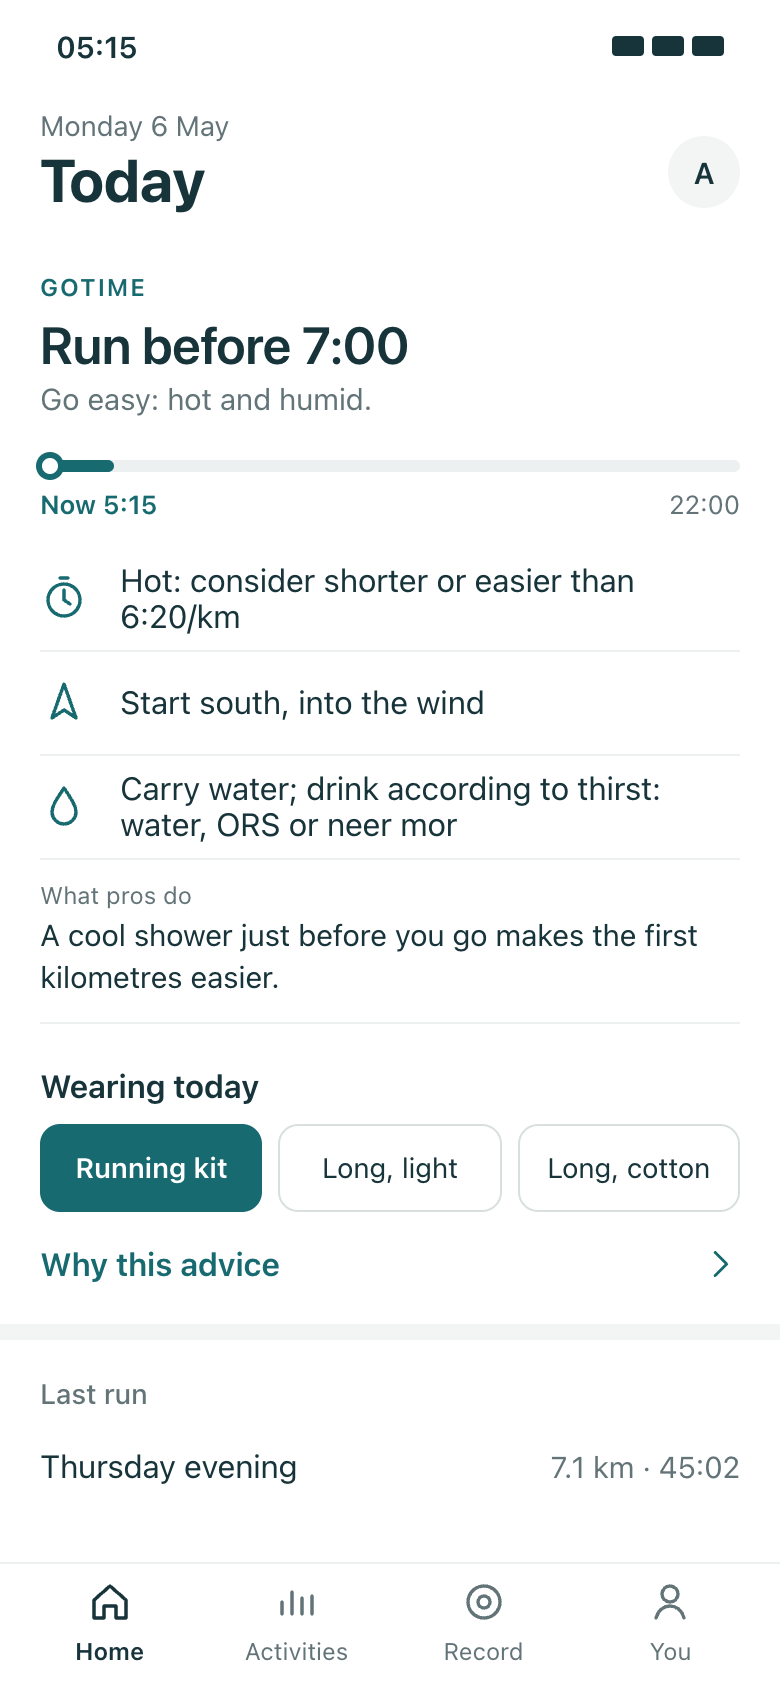 05:15
Monday 6 May
Today
A
GOTIME
Run before 7:00
Go easy: hot and humid.
Now 5:15
22:00
Hot: consider shorter or easier than
6:20/km
Start south, into the wind
Carry water; drink according to thirst:
water, ORS or neer mor
What pros do
A cool shower just before you go makes the first
kilometres easier.
Wearing today
Running kit
Long, light
Long, cotton
Why this advice
Last run
Thursday evening
7.1 km · 45:02
Home
Activities
Record
You